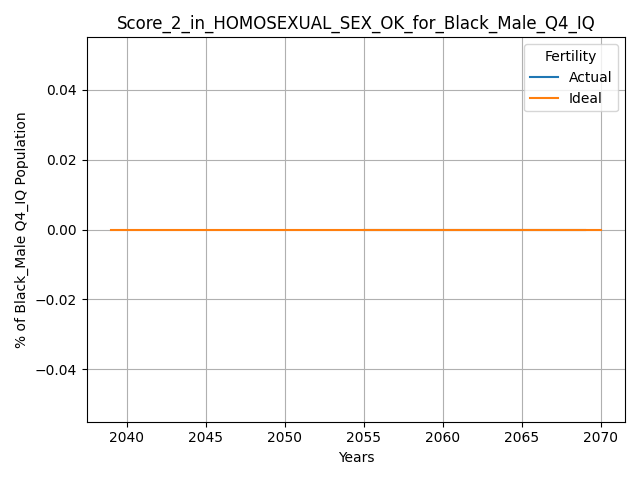 Score_2_in_HOMOSEXUAL_SEX_OK_for_Black_Male_Q4_IQ
Fertility
Actual
Ideal
% of Black_Male Q4_IQ Population
0.04
0.02
0.00
−0.02
−0.04
2040 2045 2050 2055 2060 2065 2070
Years